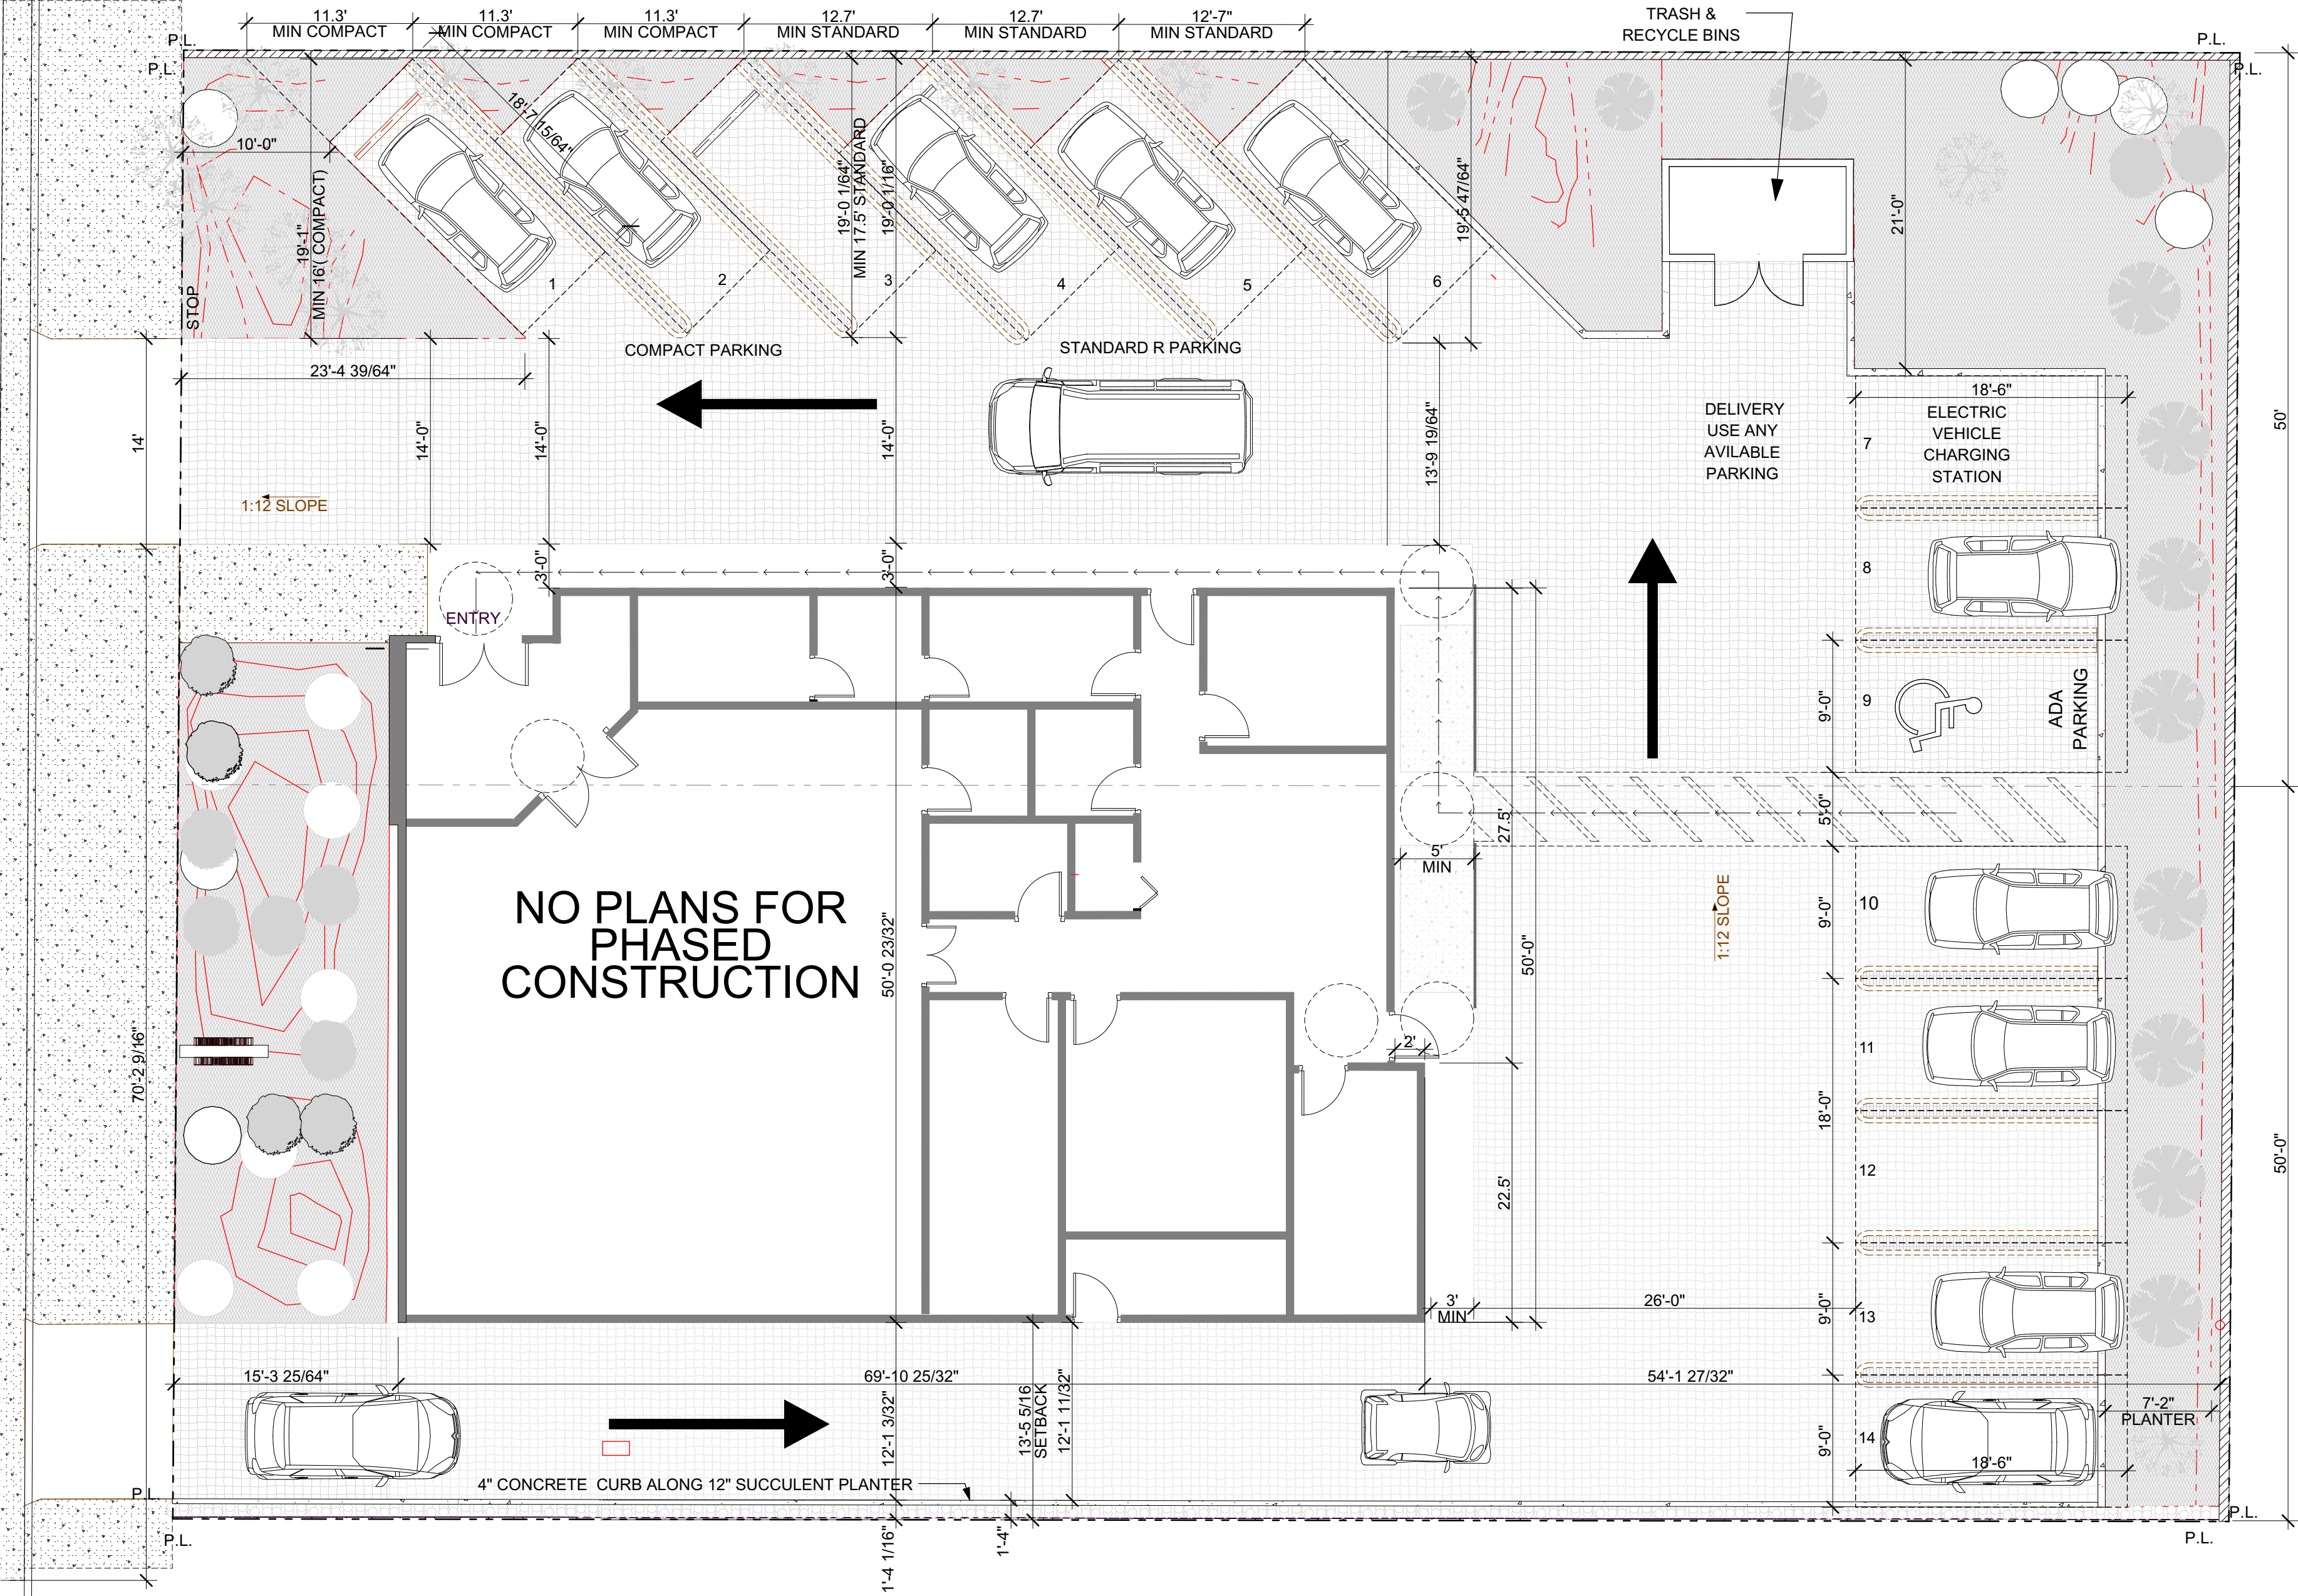 11.3'
MIN COMPACT
11.3'
MIN COMPACT
11.3'
MIN COMPACT
12.7'
MIN STANDARD
12.7'
MIN STANDARD
12'-7"
MIN STANDARD
TRASH &
RECYCLE BINS
P.L.
P.L.
P.L.
P.L.
18'-7 15/64"
10'-0"
19'-1"
MIN 16'( COMPACT)
STOP
19'-0 1/64"
MIN 17.5' STANDARD
19'-0 1/16"
19'-5 47/64"
21'-0"
1
2
3
4
5
6
COMPACT PARKING
STANDARD R PARKING
23'-4 39/64"
14'
14'-0"
14'-0"
14'-0"
13'-9 19/64"
50'
18'-6"
DELIVERY
USE ANY
AVILABLE
PARKING
7
ELECTRIC
VEHICLE
CHARGING
STATION
1:12 SLOPE
3'-0"
3'-0"
8
ENTRY
9'-0"
9
ADA
PARKING
27.5'
5'-0"
5'
MIN
NO PLANS FOR
PHASED
CONSTRUCTION
50'-0 23/32"
50'-0"
1:12 SLOPE
9'-0"
10
70'-2 9/16"
2'
11
18'-0"
12
22.5'
50'-0"
3'
MIN
26'-0"
9'-0"
13
15'-3 25/64"
69'-10 25/32"
54'-1 27/32"
12'-1 3/32"
13'-5 5/16
SETBACK
12'-1 11/32"
7'-2"
PLANTER
9'-0"
14
18'-6"
4" CONCRETE  CURB ALONG 12" SUCCULENT PLANTER
P.L.
P.L.
1'-4 1/16"
1'-4"
P.L.
P.L.